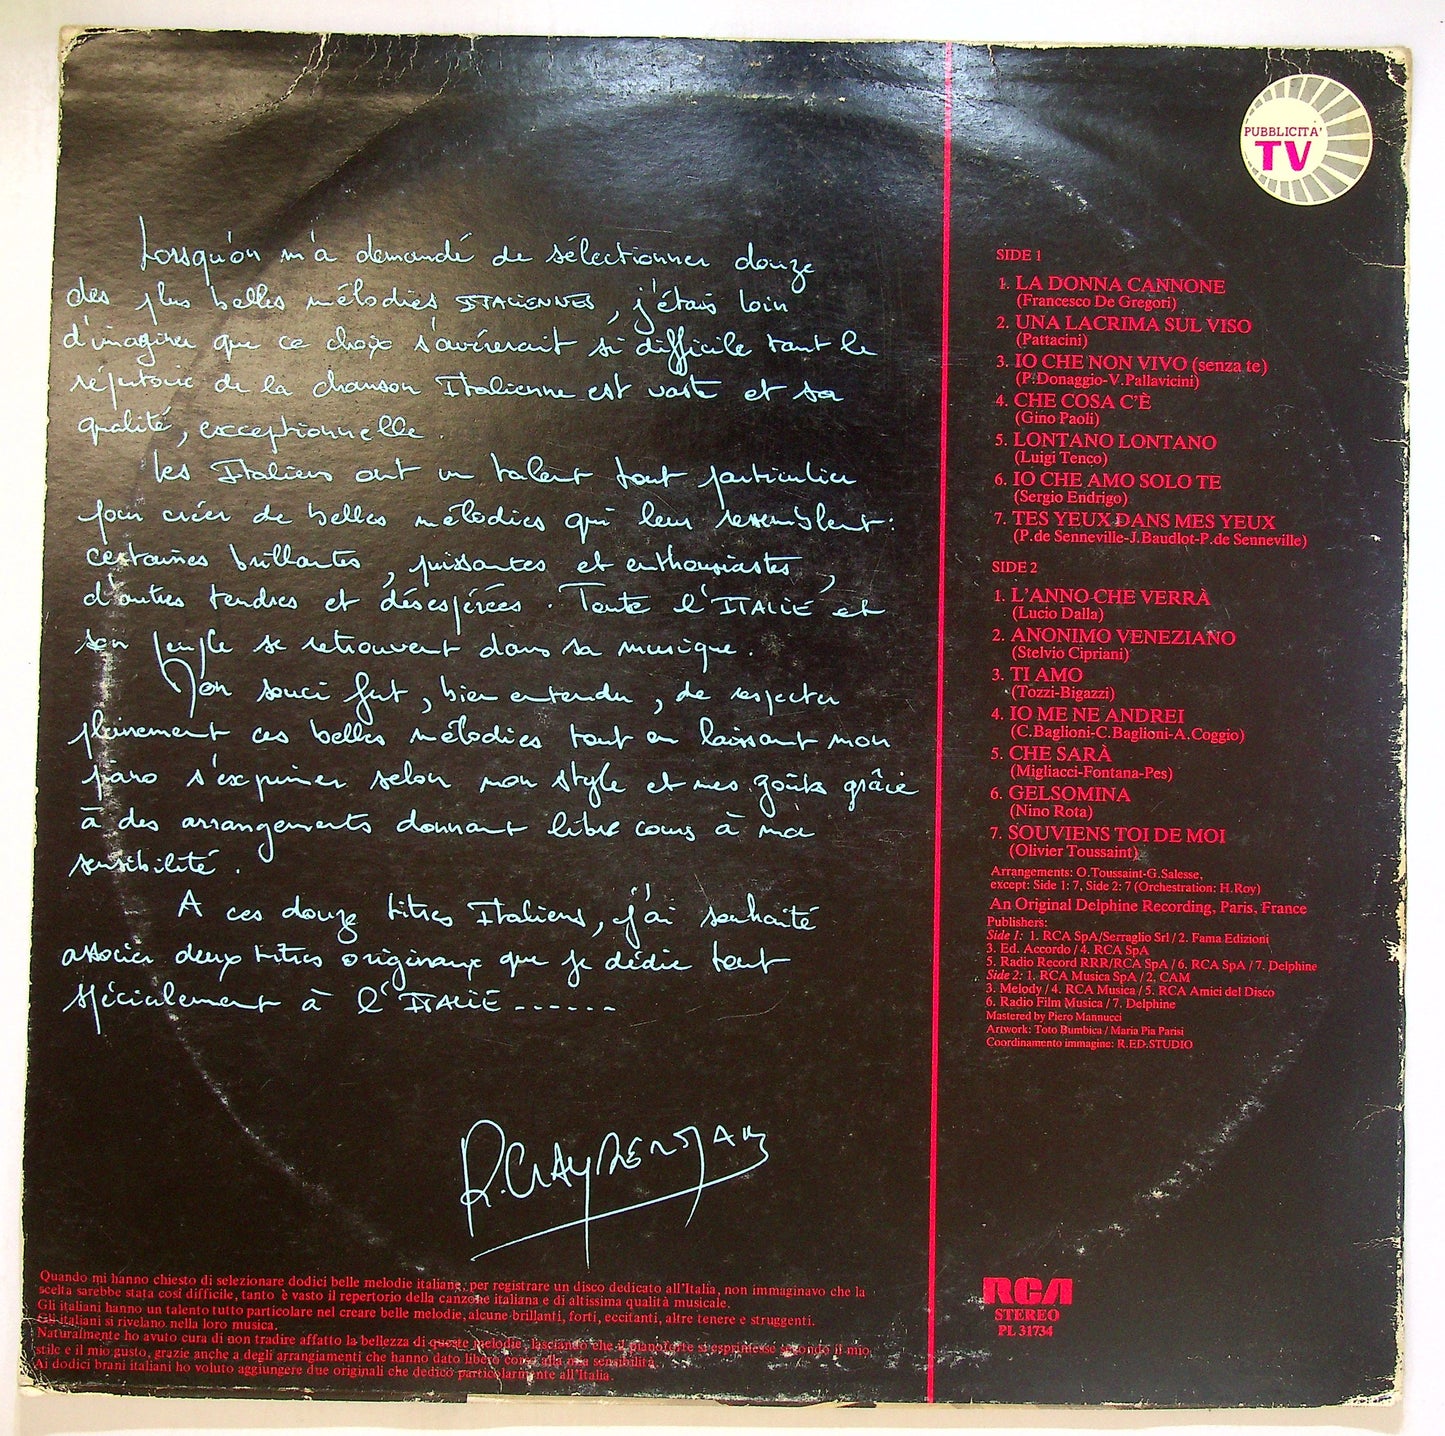 Lorsqu'on m'a demandé de sélectionner douze
des plus belles mélodies ITALIENNES, j'étais loin
d'imaginer que ce choix s'avérerait si difficile tant le
répertoire de la chanson Italienne est vaste et sa
qualité, exceptionnelle.
Les Italiens ont un talent tout particulier
pour créer de belles mélodies qui leur ressemblent:
certaines brillantes, puissantes et enthousiastes,
d'autres tendres et désespérées. Toute l'ITALIE et
son peuple se retrouvent dans sa musique.
Mon souci fut, bien entendu, de respecter
pleinement ces belles mélodies tout en laissant mon
piano s'exprimer selon mon style et mes goûts grâce
à des arrangements donnant libre cours à ma
sensibilité.
A ces douze titres Italiens, j'ai souhaité
associer deux titres originaux que je dédie tout
spécialement à l'ITALIE ------
R. Clayderman
Quando mi hanno chiesto di selezionare dodici belle melodie italiane, per registrare un disco dedicato all'Italia, non immaginavo che la
scelta sarebbe stata così difficile, tanto è vasto il repertorio della canzone italiana e di altissima qualità musicale.
Gli italiani hanno un talento tutto particolare nel creare belle melodie, alcune brillanti, forti, eccitanti, altre tenere e struggenti.
Gli italiani si rivelano nella loro musica.
Naturalmente ho avuto cura di non tradire affatto la bellezza di queste melodie, lasciando che il pianoforte si esprimesse secondo il mio
stile e il mio gusto, grazie anche a degli arrangiamenti che hanno dato libero corso alla mia sensibilità.
Ai dodici brani italiani ho voluto aggiungere due originali che dedico particolarmente all'Italia.
PUBBLICITA'
TV
SIDE 1
1. LA DONNA CANNONE
(Francesco De Gregori)
2. UNA LACRIMA SUL VISO
(Pattacini)
3. IO CHE NON VIVO (senza te)
(P.Donaggio-V.Pallavicini)
4. CHE COSA C'È
(Gino Paoli)
5. LONTANO LONTANO
(Luigi Tenco)
6. IO CHE AMO SOLO TE
(Sergio Endrigo)
7. TES YEUX DANS MES YEUX
(P.de Senneville-J.Baudlot-P.de Senneville)
SIDE 2
1. L'ANNO CHE VERRÀ
(Lucio Dalla)
2. ANONIMO VENEZIANO
(Stelvio Cipriani)
3. TI AMO
(Tozzi-Bigazzi)
4. IO ME NE ANDREI
(C.Baglioni-C.Baglioni-A.Coggio)
5. CHE SARÀ
(Migliacci-Fontana-Pes)
6. GELSOMINA
(Nino Rota)
7. SOUVIENS TOI DE MOI
(Olivier Toussaint)
Arrangements: O.Toussaint-G.Salesse,
except: Side 1: 7, Side 2: 7 (Orchestration: H.Roy)
An Original Delphine Recording, Paris, France
Publishers:
Side 1: 1. RCA SpA/Serraglio Srl / 2. Fama Edizioni
3. Ed. Accordo / 4. RCA SpA
5. Radio Record RRR/RCA SpA / 6. RCA SpA / 7. Delphine
Side 2: 1. RCA Musica SpA / 2. CAM
3. Melody / 4. RCA Musica / 5. RCA Amici del Disco
6. Radio Film Musica / 7. Delphine
Mastered by Piero Mannucci
Artwork: Toto Bumbica / Maria Pia Parisi
Coordinamento immagine: R.ED.STUDIO
RCA
STEREO
PL 31734